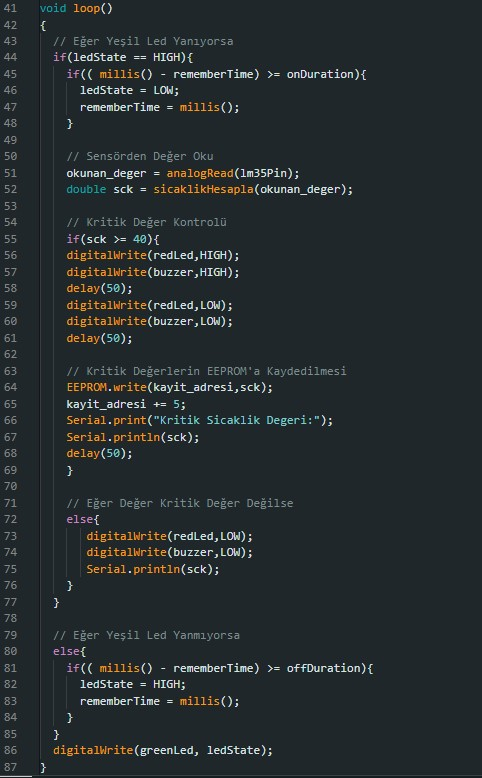 41 void loop()
42 {
43 // Eğer Yeşil Led Yanıyorsa
44 if(ledState == HIGH){
45 if(( millis() - rememberTime) >= onDuration){
46 ledState = LOW;
47 rememberTime = millis();
48 }
49
50 // Sensörden Değer Oku
51 okunan_deger = analogRead(lm35Pin);
52 double sck = sicaklikHesapla(okunan_deger);
53
54 // Kritik Değer Kontrolü
55 if(sck >= 40){
56 digitalWrite(redLed,HIGH);
57 digitalWrite(buzzer,HIGH);
58 delay(50);
59 digitalWrite(redLed,LOW);
60 digitalWrite(buzzer,LOW);
61 delay(50);
62
63 // Kritik Değerlerin EEPROM'a Kaydedilmesi
64 EEPROM.write(kayit_adresi,sck);
65 kayit_adresi += 5;
66 Serial.print("Kritik Sicaklik Degeri:");
67 Serial.println(sck);
68 delay(50);
69 }
70
71 // Eğer Değer Kritik Değer Değilse
72 else{
73 digitalWrite(redLed,LOW);
74 digitalWrite(buzzer,LOW);
75 Serial.println(sck);
76 }
77 }
78
79 // Eğer Yeşil Led Yanmıyorsa
80 else{
81 if(( millis() - rememberTime) >= offDuration){
82 ledState = HIGH;
83 rememberTime = millis();
84 }
85 }
86 digitalWrite(greenLed, ledState);
87 }